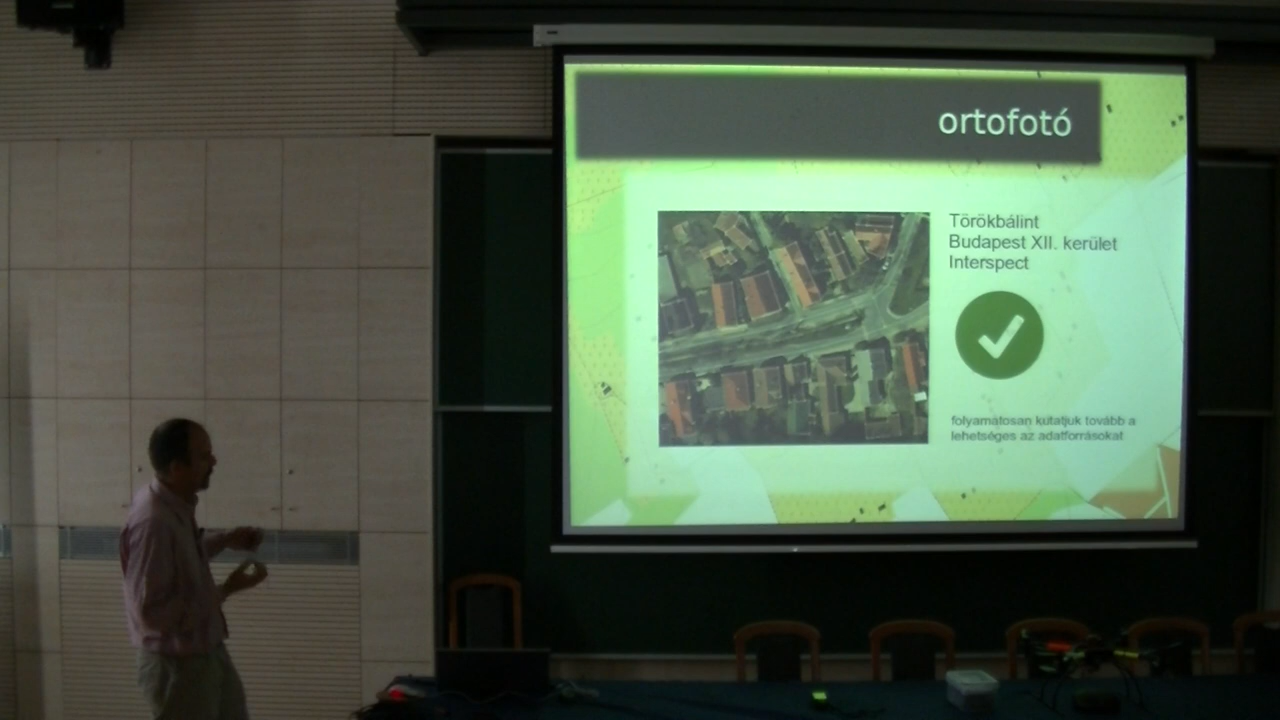 ortofotó
Törökbálint
Budapest XII. kerület
Interspect
folyamatosan kutatjuk tovább a
lehetséges az adatforrásokat